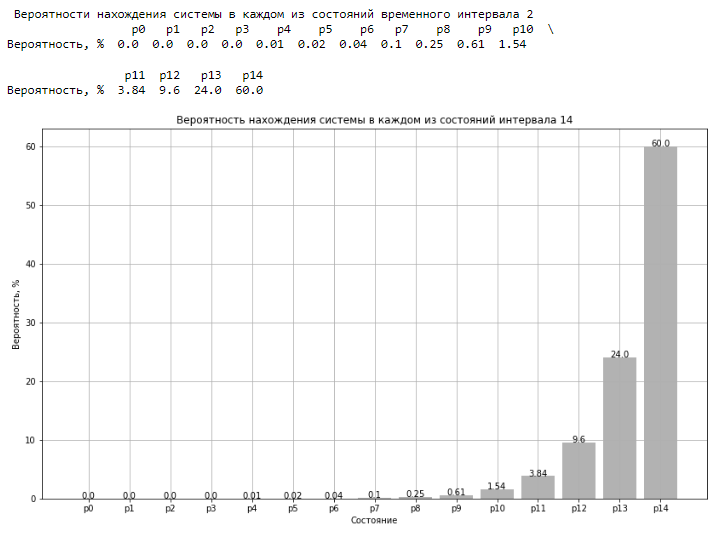 Вероятности нахождения системы в каждом из состояний временного интервала 2
p0 p1 p2 p3 p4 p5 p6 p7 p8 p9 p10 \
Вероятность, % 0.0 0.0 0.0 0.0 0.01 0.02 0.04 0.1 0.25 0.61 1.54
p11 p12 p13 p14
Вероятность, % 3.84 9.6 24.0 60.0
Вероятность нахождения системы в каждом из состояний интервала 14
60
50
40
30
20
10
0
Вероятность, %
0.0 0.0 0.0 0.0 0.01 0.02 0.04 0.1 0.25 0.61 1.54 3.84 9.6 24.0 60.0
p0 p1 p2 p3 p4 p5 p6 p7 p8 p9 p10 p11 p12 p13 p14
Состояние